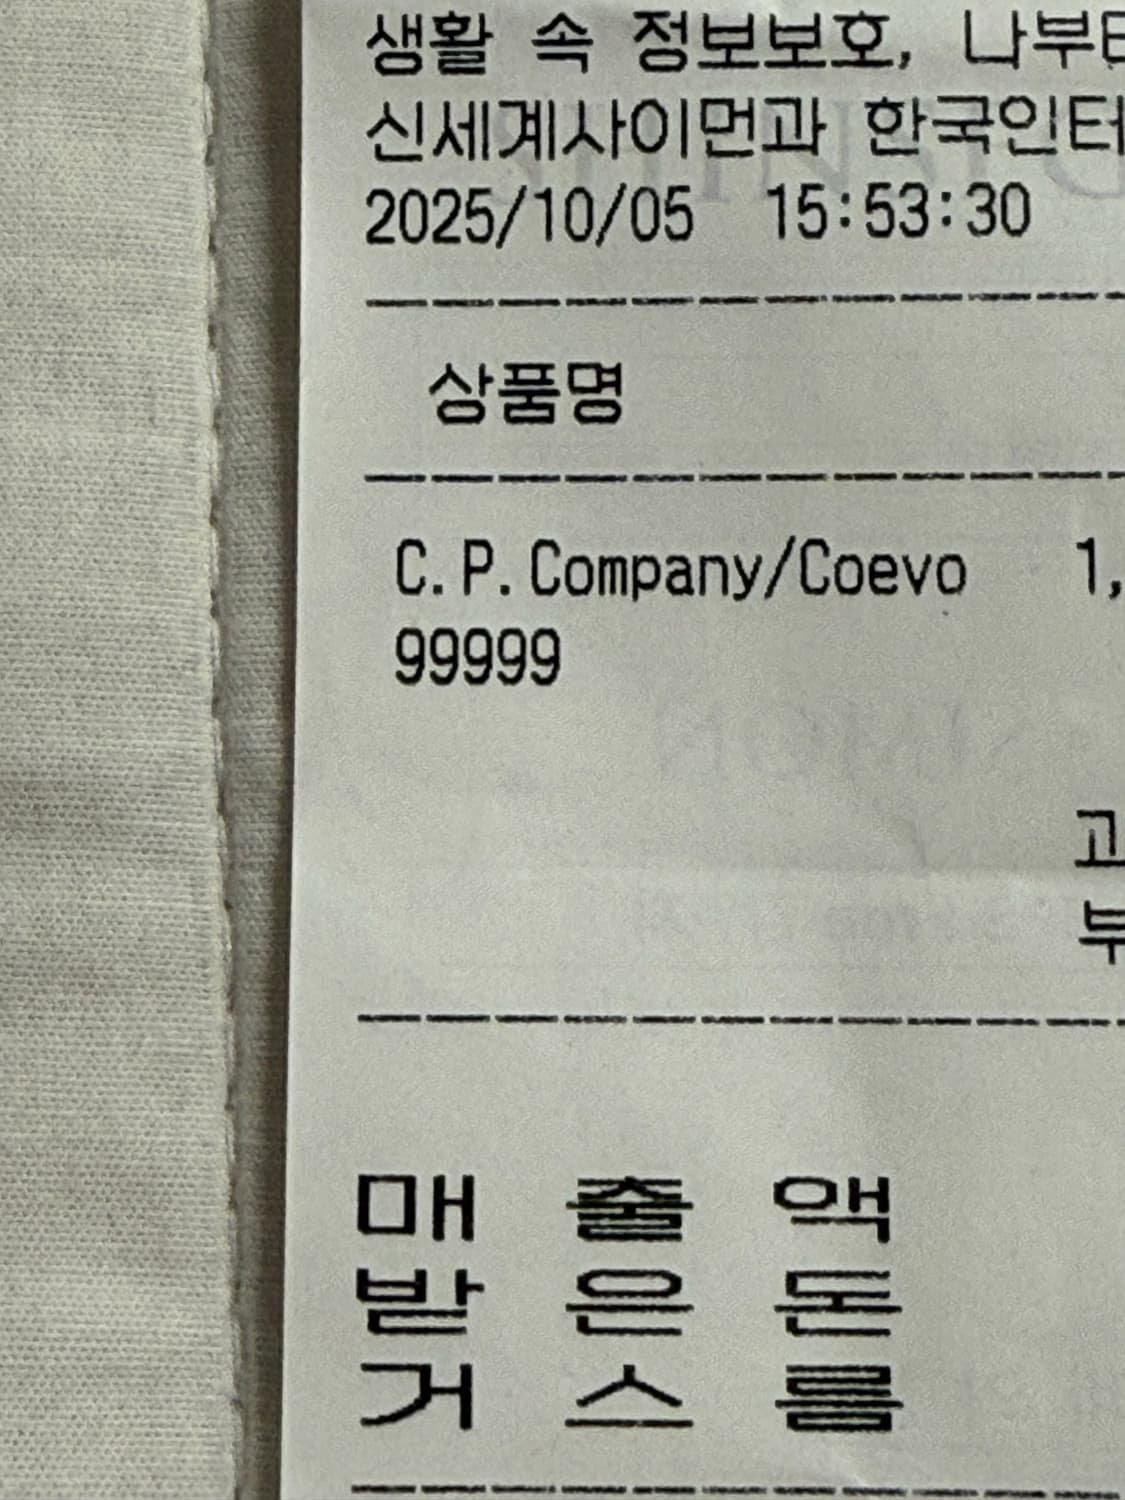 생활 속 정보보호, 나부터
신세계사이먼과 한국인터
2025/10/05 15:53:30
상품명
C.P.Company/Coevo 1,
99999
과
부
매 출 액
받 은 돈
거 스 름